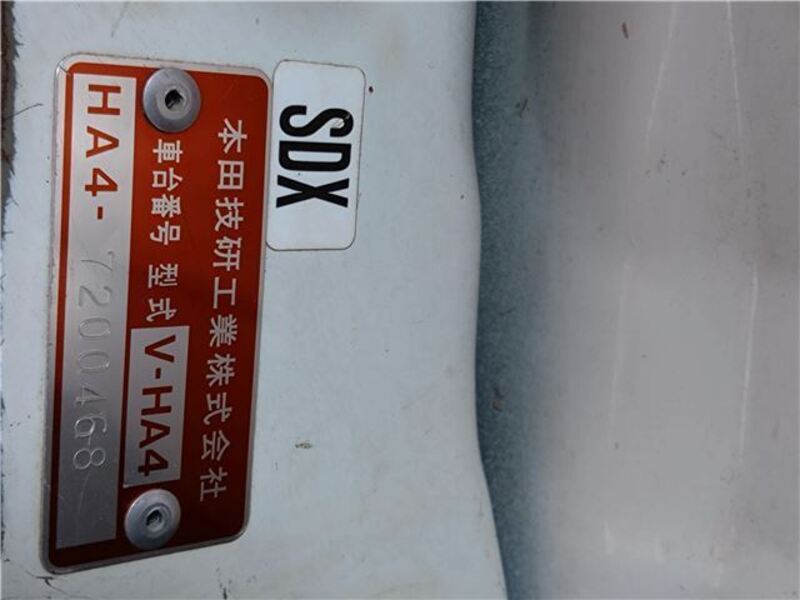 SDX
本田技研工業株式会社
型式 V-HA4
車台番号
HA4-7200468